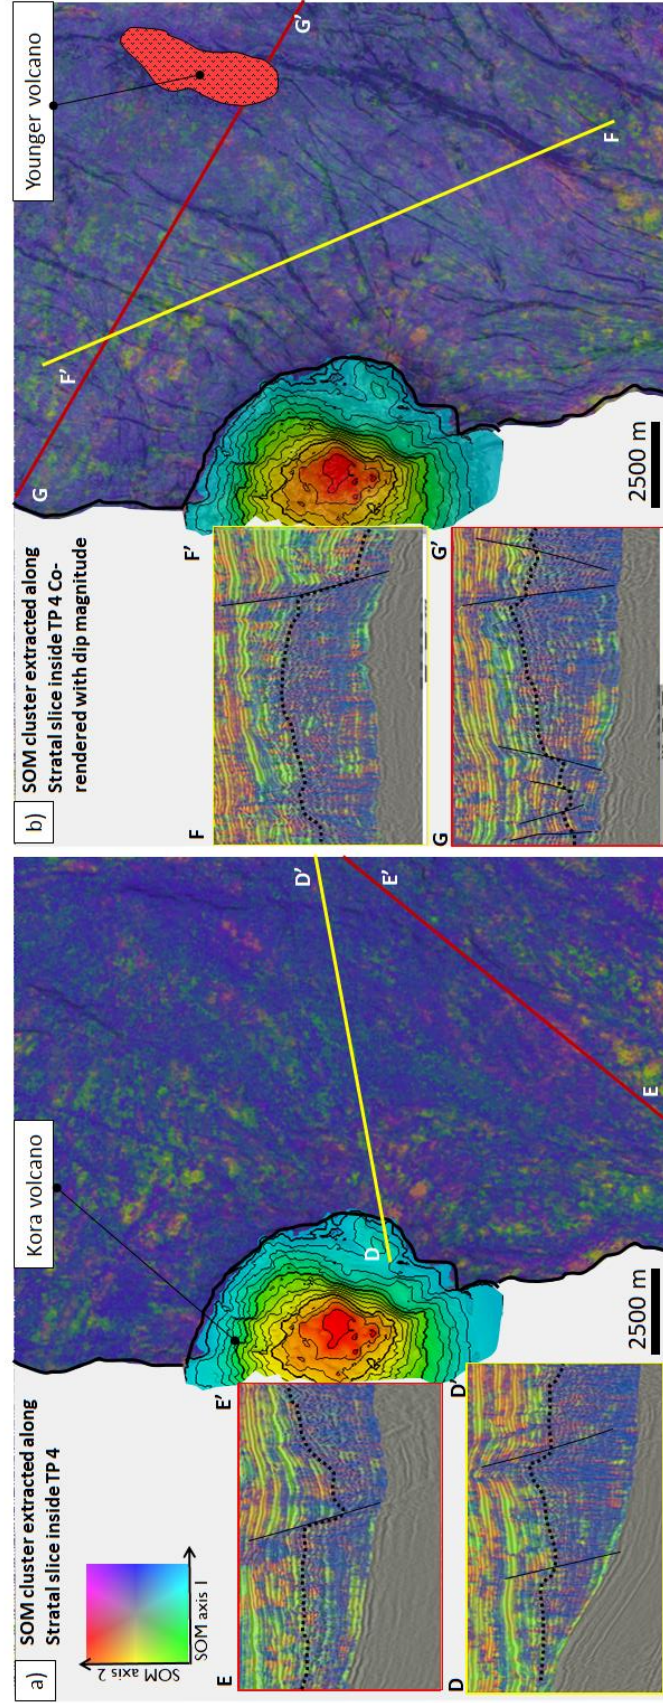 a)
SOM cluster extracted along
Stratal slice inside TP 4
SOM axis 2
SOM axis 1
Kora volcano
E
E'
D
D'
D
D'
E
E'
2500 m
b)
SOM cluster extracted along
Stratal slice inside TP 4 Co-
rendered with dip magnitude
Younger volcano
F
F'
G
G'
G
F'
G'
F
2500 m